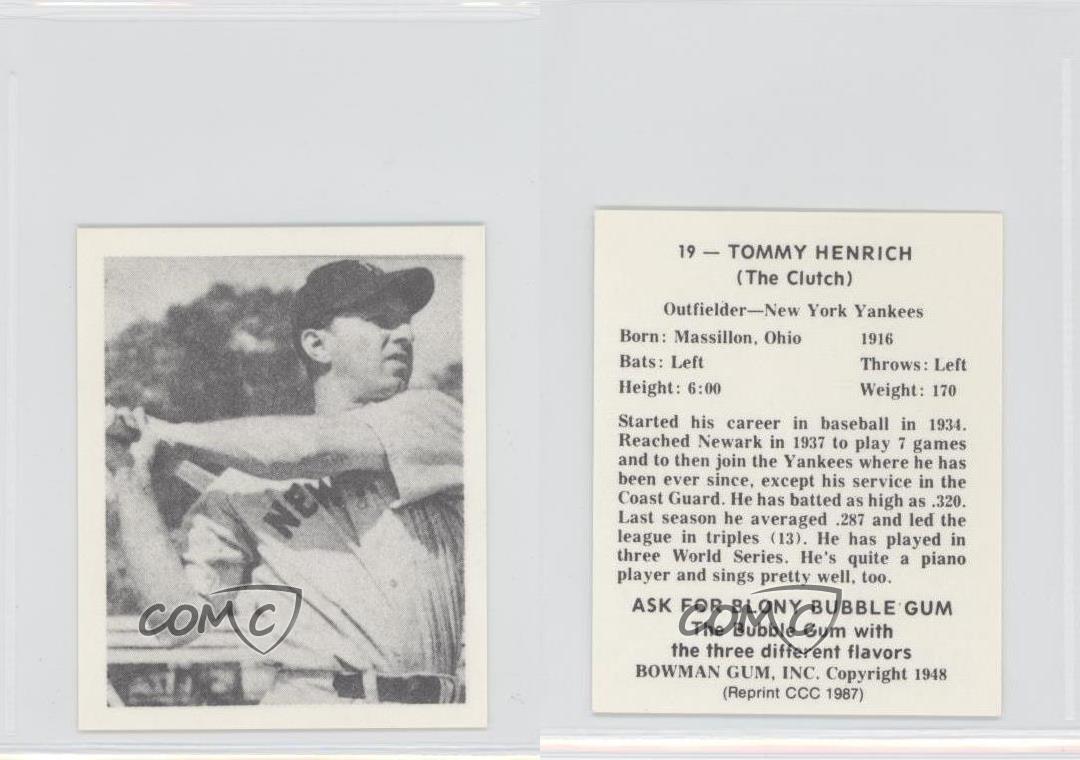 NEW
COMC
19 — TOMMY HENRICH
(The Clutch)
Outfielder—New York Yankees
Born: Massillon, Ohio 1916
Bats: Left Throws: Left
Height: 6:00 Weight: 170
Started his career in baseball in 1934.
Reached Newark in 1937 to play 7 games
and to then join the Yankees where he has
been ever since, except his service in the
Coast Guard. He has batted as high as .320.
Last season he averaged .287 and led the
league in triples (13). He has played in
three World Series. He's quite a piano
player and sings pretty well, too.
ASK FOR BLONY BUBBLE GUM
COMC
The Bubble Gum with
the three different flavors
BOWMAN GUM, INC. Copyright 1948
(Reprint CCC 1987)